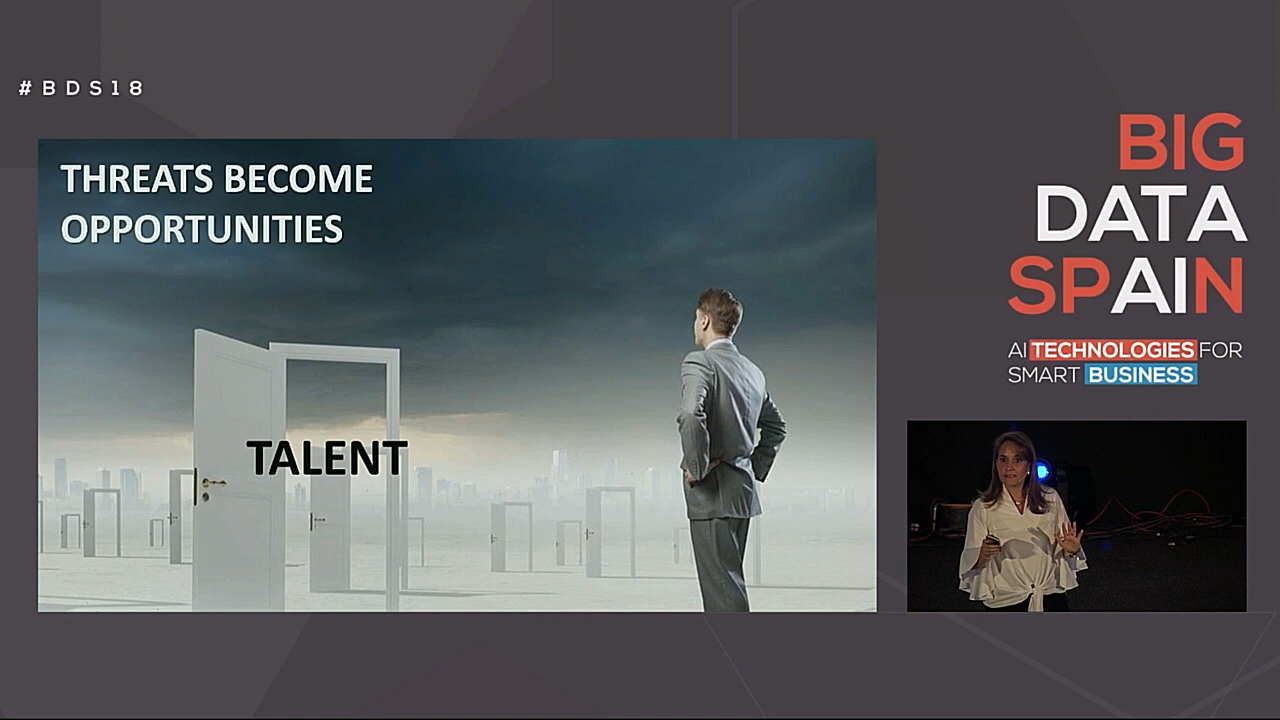 #BDS18
THREATS BECOME
OPPORTUNITIES
TALENT
BIG
DATA
SPAIN
AI TECHNOLOGIES FOR
SMART BUSINESS